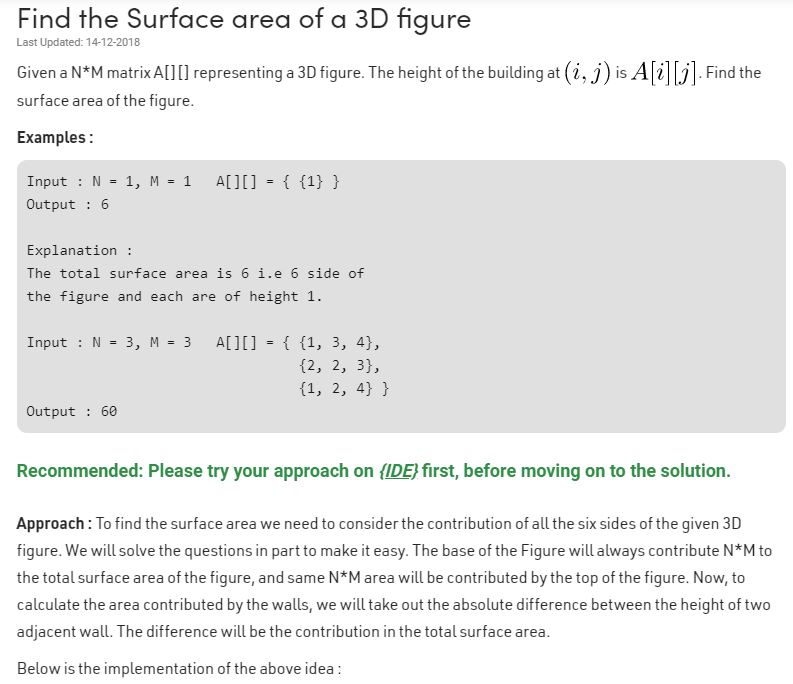 Find the Surface area of a 3D figure
Last Updated: 14-12-2018
Given a N*M matrix A[][] representing a 3D figure. The height of the building at (i, j) is A[i][j]. Find the
surface area of the figure.
Examples :
Input : N = 1, M = 1   A[][] = { {1} }
Output : 6
Explanation :
The total surface area is 6 i.e 6 side of
the figure and each are of height 1.
Input : N = 3, M = 3   A[][] = { {1, 3, 4},
{2, 2, 3},
{1, 2, 4} }
Output : 60
Recommended: Please try your approach on {IDE} first, before moving on to the solution.
Approach : To find the surface area we need to consider the contribution of all the six sides of the given 3D
figure. We will solve the questions in part to make it easy. The base of the Figure will always contribute N*M to
the total surface area of the figure, and same N*M area will be contributed by the top of the figure. Now, to
calculate the area contributed by the walls, we will take out the absolute difference between the height of two
adjacent wall. The difference will be the contribution in the total surface area.
Below is the implementation of the above idea :